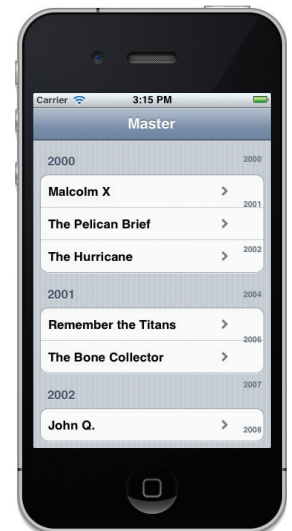 Carrier 3:15 PM
Master
2000 2000
Malcolm X
2001
The Pelican Brief
The Hurricane 2002
2001 2004
Remember the Titans
2006
The Bone Collector
2007
2002
John Q. 2008